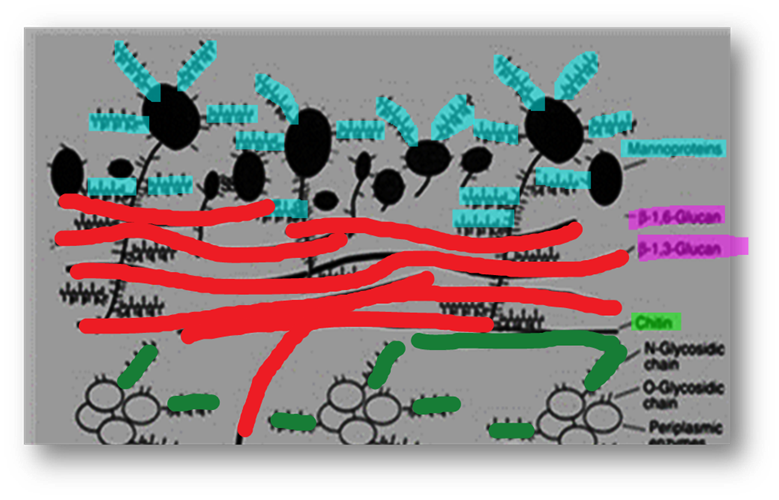 Mannoproteins
β-1,6-Glucan
β-1,3-Glucan
Chitin
N-Glycosidic
chain
O-Glycosidic
chain
Periplasmic
enzymes